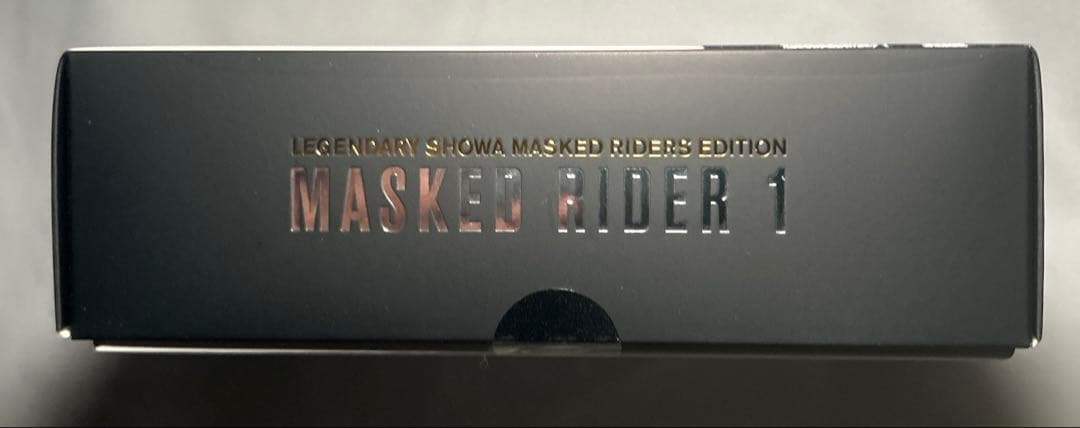 LEGENDARY SHOWA MASKED RIDERS EDITION
MASKED RIDER 1